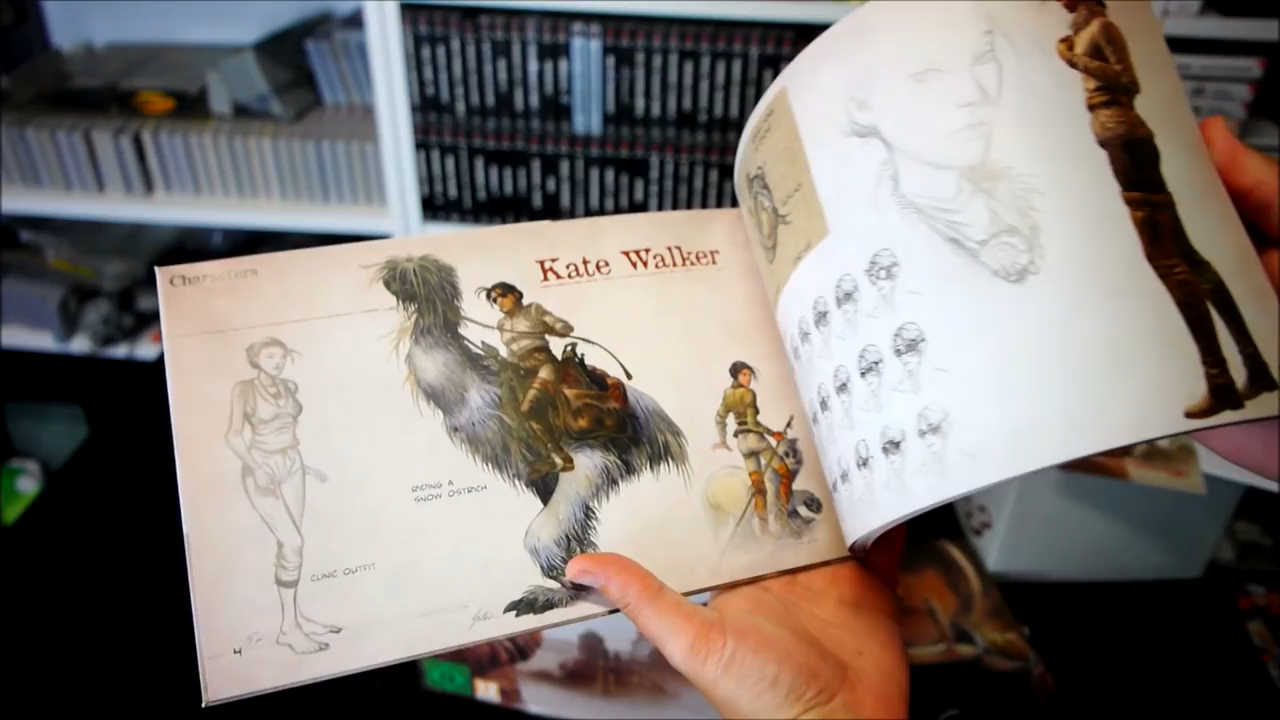 Characters
Kate Walker
RIDING A
SNOW OSTRICH
CLINIC OUTFIT
4